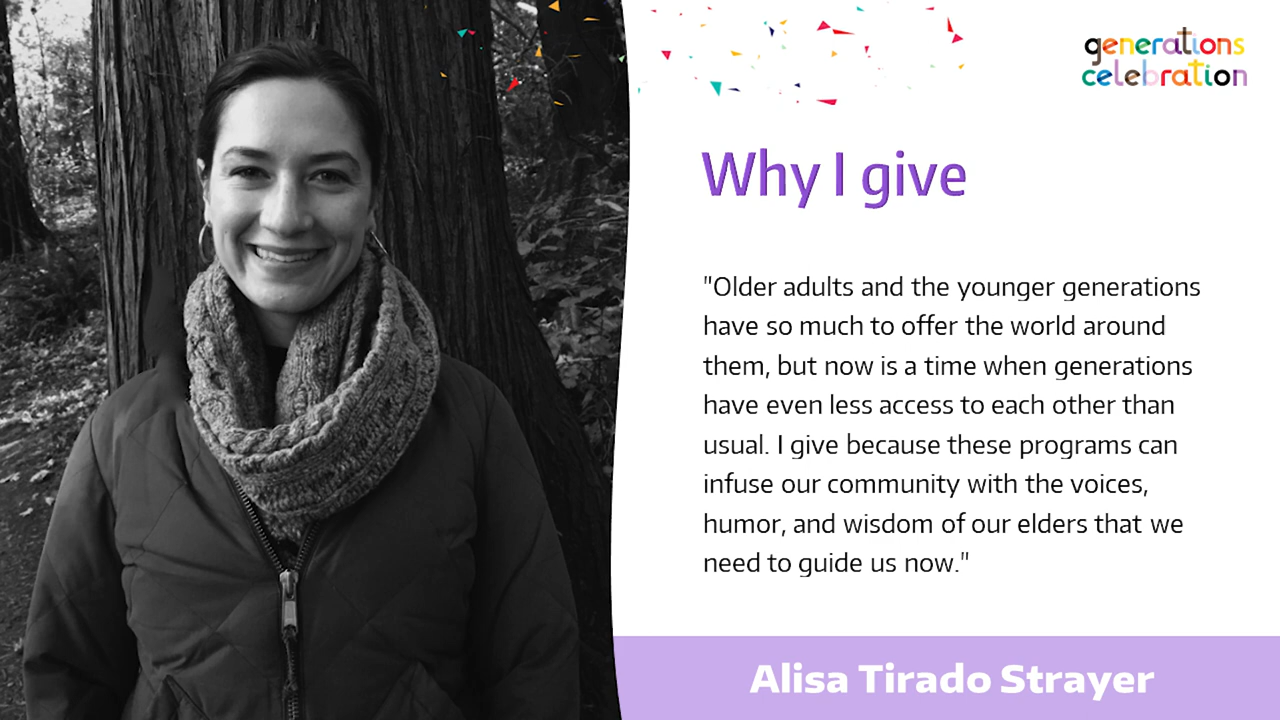 generations
celebration
Why I give
"Older adults and the younger generations
have so much to offer the world around
them, but now is a time when generations
have even less access to each other than
usual. I give because these programs can
infuse our community with the voices,
humor, and wisdom of our elders that we
need to guide us now."
Alisa Tirado Strayer